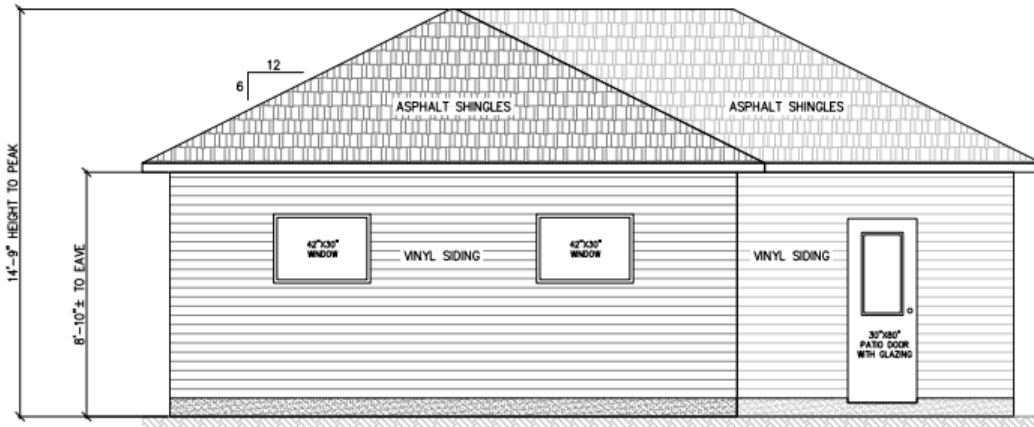 14'-9" HEIGHT TO PEAK
8'-10"± TO EAVE
12
6
ASPHALT SHINGLES
ASPHALT SHINGLES
42"X30"
WINDOW
VINYL SIDING
42"X30"
WINDOW
VINYL SIDING
30"X80"
PATIO DOOR
WITH GLAZING